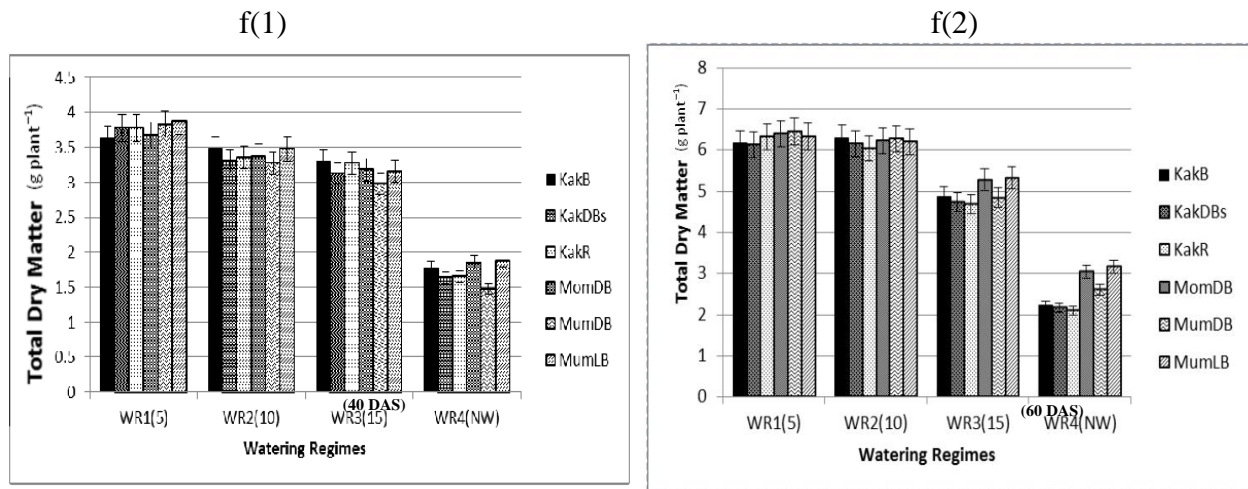 f(1)
f(2)
Total Dry Matter (g plant⁻¹)
4.5
4
3.5
3
2.5
2
1.5
1
0.5
0
WR1(5) WR2(10) WR3(15) WR4(NW)
(40 DAS)
Watering Regimes
KakB
KakDBs
KakR
MomDB
MumDB
MumLB
Total Dry Matter (g plant⁻¹)
8
7
6
5
4
3
2
1
0
WR1(5) WR2(10) WR3(15) WR4(NW)
(60 DAS)
Watering Regimes
KakB
KakDBs
KakR
MomDB
MumDB
MumLB